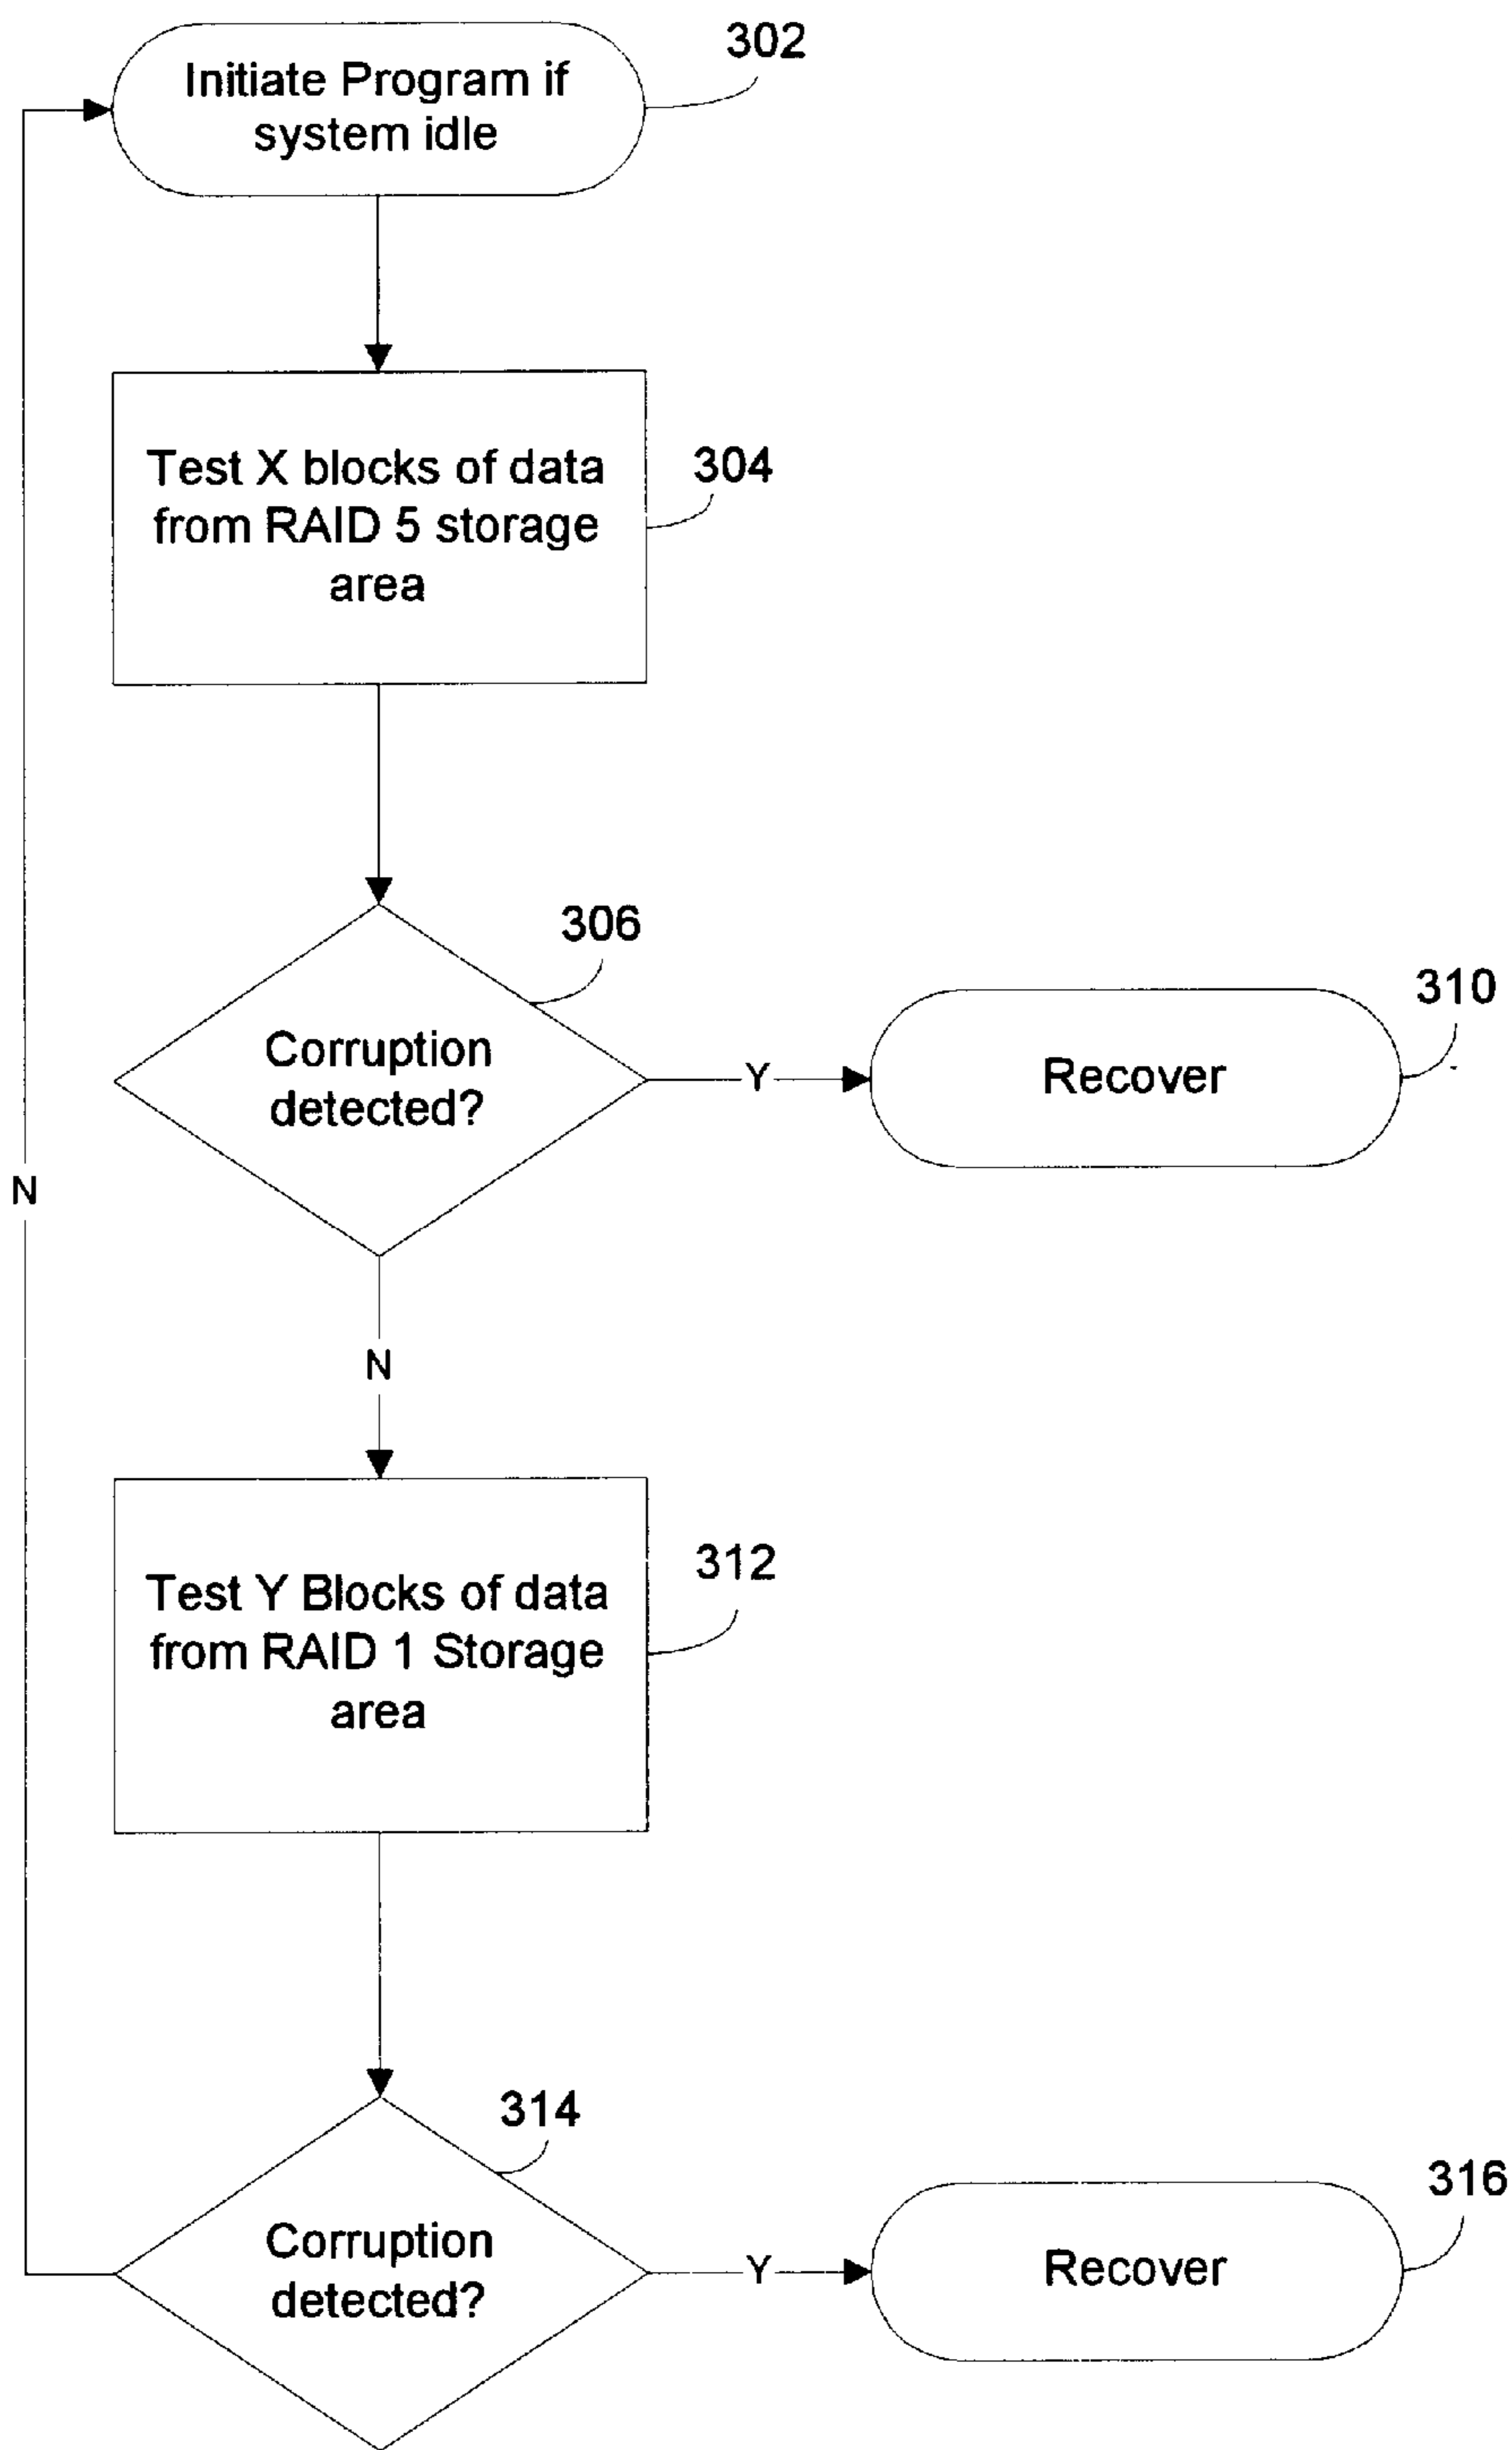 302
Initiate Program if
system idle
Test X blocks of data
from RAID 5 storage
area
304
306
Corruption
detected?
Y
Recover
310
N
N
Test Y Blocks of data
from RAID 1 Storage
area
312
314
Corruption
detected?
Y
Recover
316